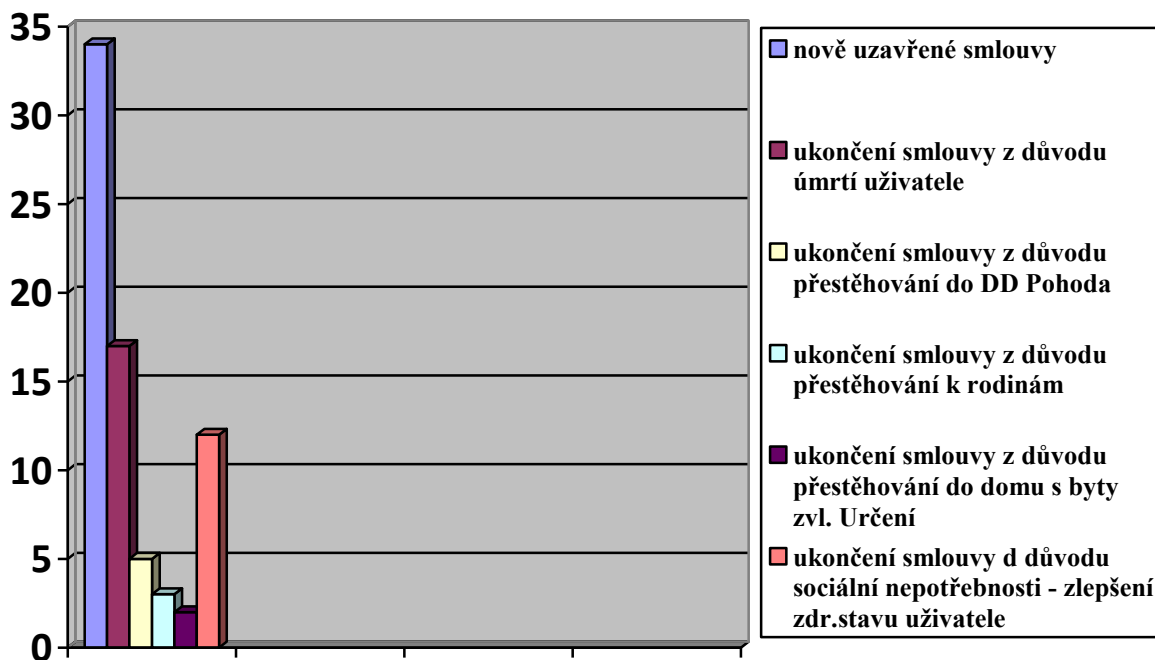 35
30
25
20
15
10
5
0
nově uzavřené smlouvy
ukončení smlouvy z důvodu
úmrtí uživatele
ukončení smlouvy z důvodu
přestěhování do DD Pohoda
ukončení smlouvy z důvodu
přestěhování k rodinám
ukončení smlouvy z důvodu
přestěhování do domu s byty
zvl. Určení
ukončení smlouvy d důvodu
sociální nepotřebnosti - zlepšení
zdr.stavu uživatele